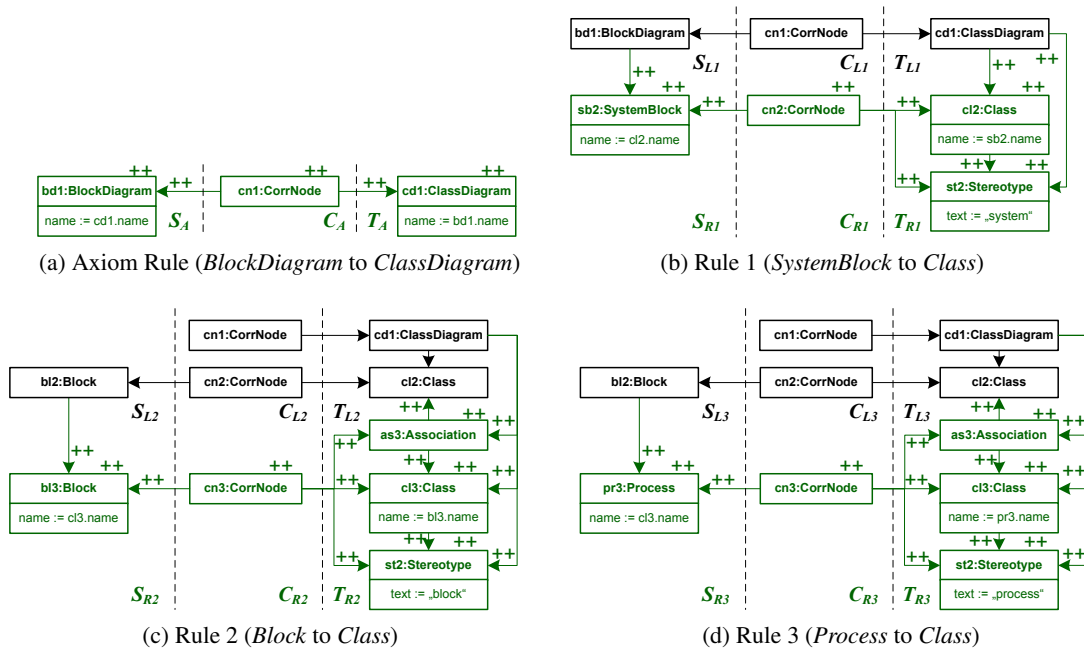 ++ ++ ++
bd1:BlockDiagram ++ cn1:CorrNode ++ cd1:ClassDiagram
name := cd1.name S_A C_A T_A name := bd1.name
(a) Axiom Rule (BlockDiagram to ClassDiagram)
bd1:BlockDiagram cn1:CorrNode cd1:ClassDiagram
S_L1 C_L1 T_L1 ++
++ ++
++ ++ ++
sb2:SystemBlock ++ cn2:CorrNode ++ cl2:Class
name := cl2.name name := sb2.name
++ ++
++ st2:Stereotype
S_R1 C_R1 T_R1 text := „system“
(b) Rule 1 (SystemBlock to Class)
cn1:CorrNode cd1:ClassDiagram
bl2:Block cn2:CorrNode cl2:Class
S_L2 C_L2 T_L2 ++ ++ ++
++ ++ as3:Association
++ ++ ++ ++ ++
bl3:Block ++ cn3:CorrNode ++ cl3:Class
name := cl3.name name := bl3.name
++ ++ ++
++ st2:Stereotype
S_R2 C_R2 T_R2 text := „block“
(c) Rule 2 (Block to Class)
cn1:CorrNode cd1:ClassDiagram
bl2:Block cn2:CorrNode cl2:Class
S_L3 C_L3 T_L3 ++ ++ ++
++ ++ as3:Association
++ ++ ++ ++ ++
pr3:Process ++ cn3:CorrNode ++ cl3:Class
name := cl3.name name := pr3.name
++ ++ ++
++ st2:Stereotype
S_R3 C_R3 T_R3 text := „process“
(d) Rule 3 (Process to Class)